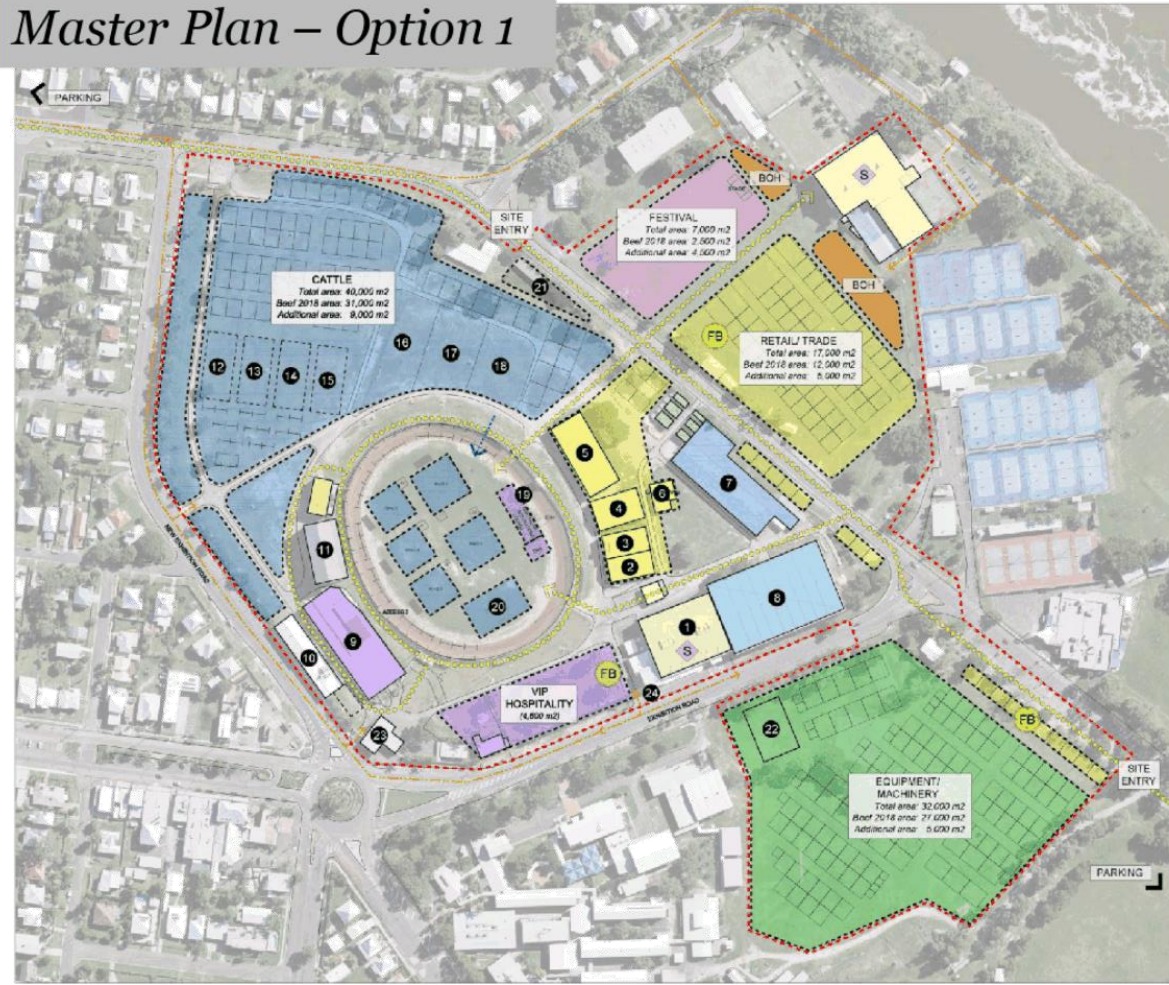 Master Plan – Option 1
PARKING
SITE
ENTRY
BOH
S
FESTIVAL
Total area: 7,000 m2
Beef 2018 area: 2,500 m2
Additional area: 4,500 m2
BOH
CATTLE
Total area: 40,000 m2
Beef 2018 area: 31,000 m2
Additional area: 9,000 m2
21
FB
RETAIL/ TRADE
Total area: 17,000 m2
Beef 2018 area: 12,000 m2
Additional area: 5,000 m2
16
17
18
12
13
14
15
5
7
19
6
4
11
3
2
20
8
1
S
9
10
FB
VIP
HOSPITALITY
24
EXHIBITION ROAD
23
22
FB
SITE
ENTRY
EQUIPMENT/
MACHINERY
Total area: 32,000 m2
Beef 2018 area: 27,000 m2
Additional area: 5,000 m2
PARKING